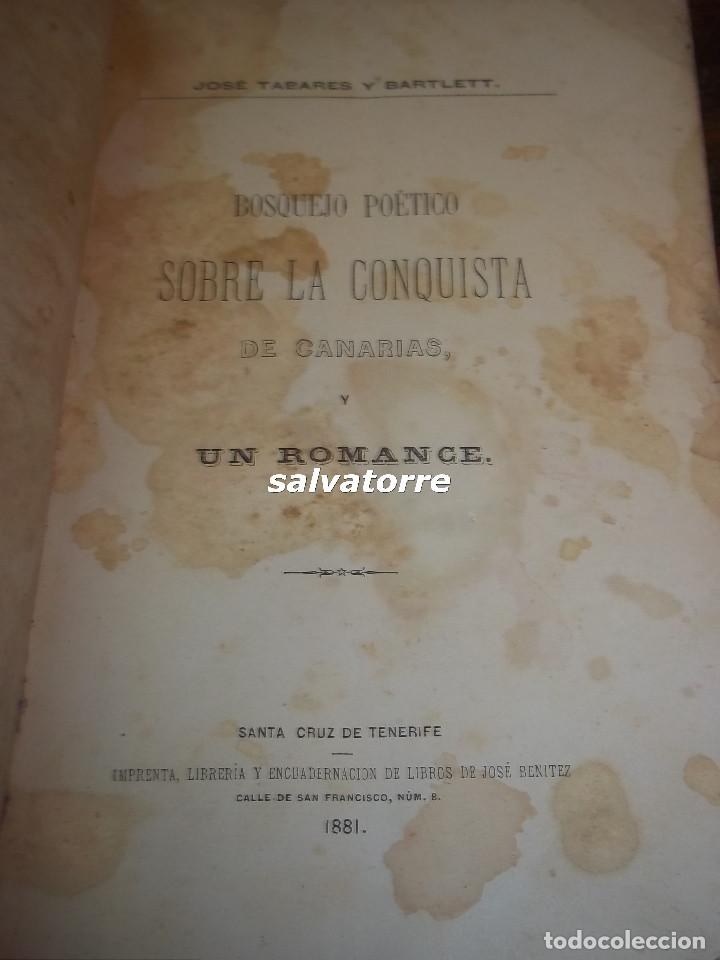 JOSÉ TABARES Y BARTLETT.
BOSQUEJO POÉTICO
SOBRE LA CONQUISTA
DE CANARIAS,
Y
UN ROMANCE.
salvatorre
SANTA CRUZ DE TENERIFE
IMPRENTA, LIBRERÍA Y ENCUADERNACION DE LIBROS DE JOSÉ BENITEZ
CALLE DE SAN FRANCISCO, NÚM. 8.
1881.
todocoleccion